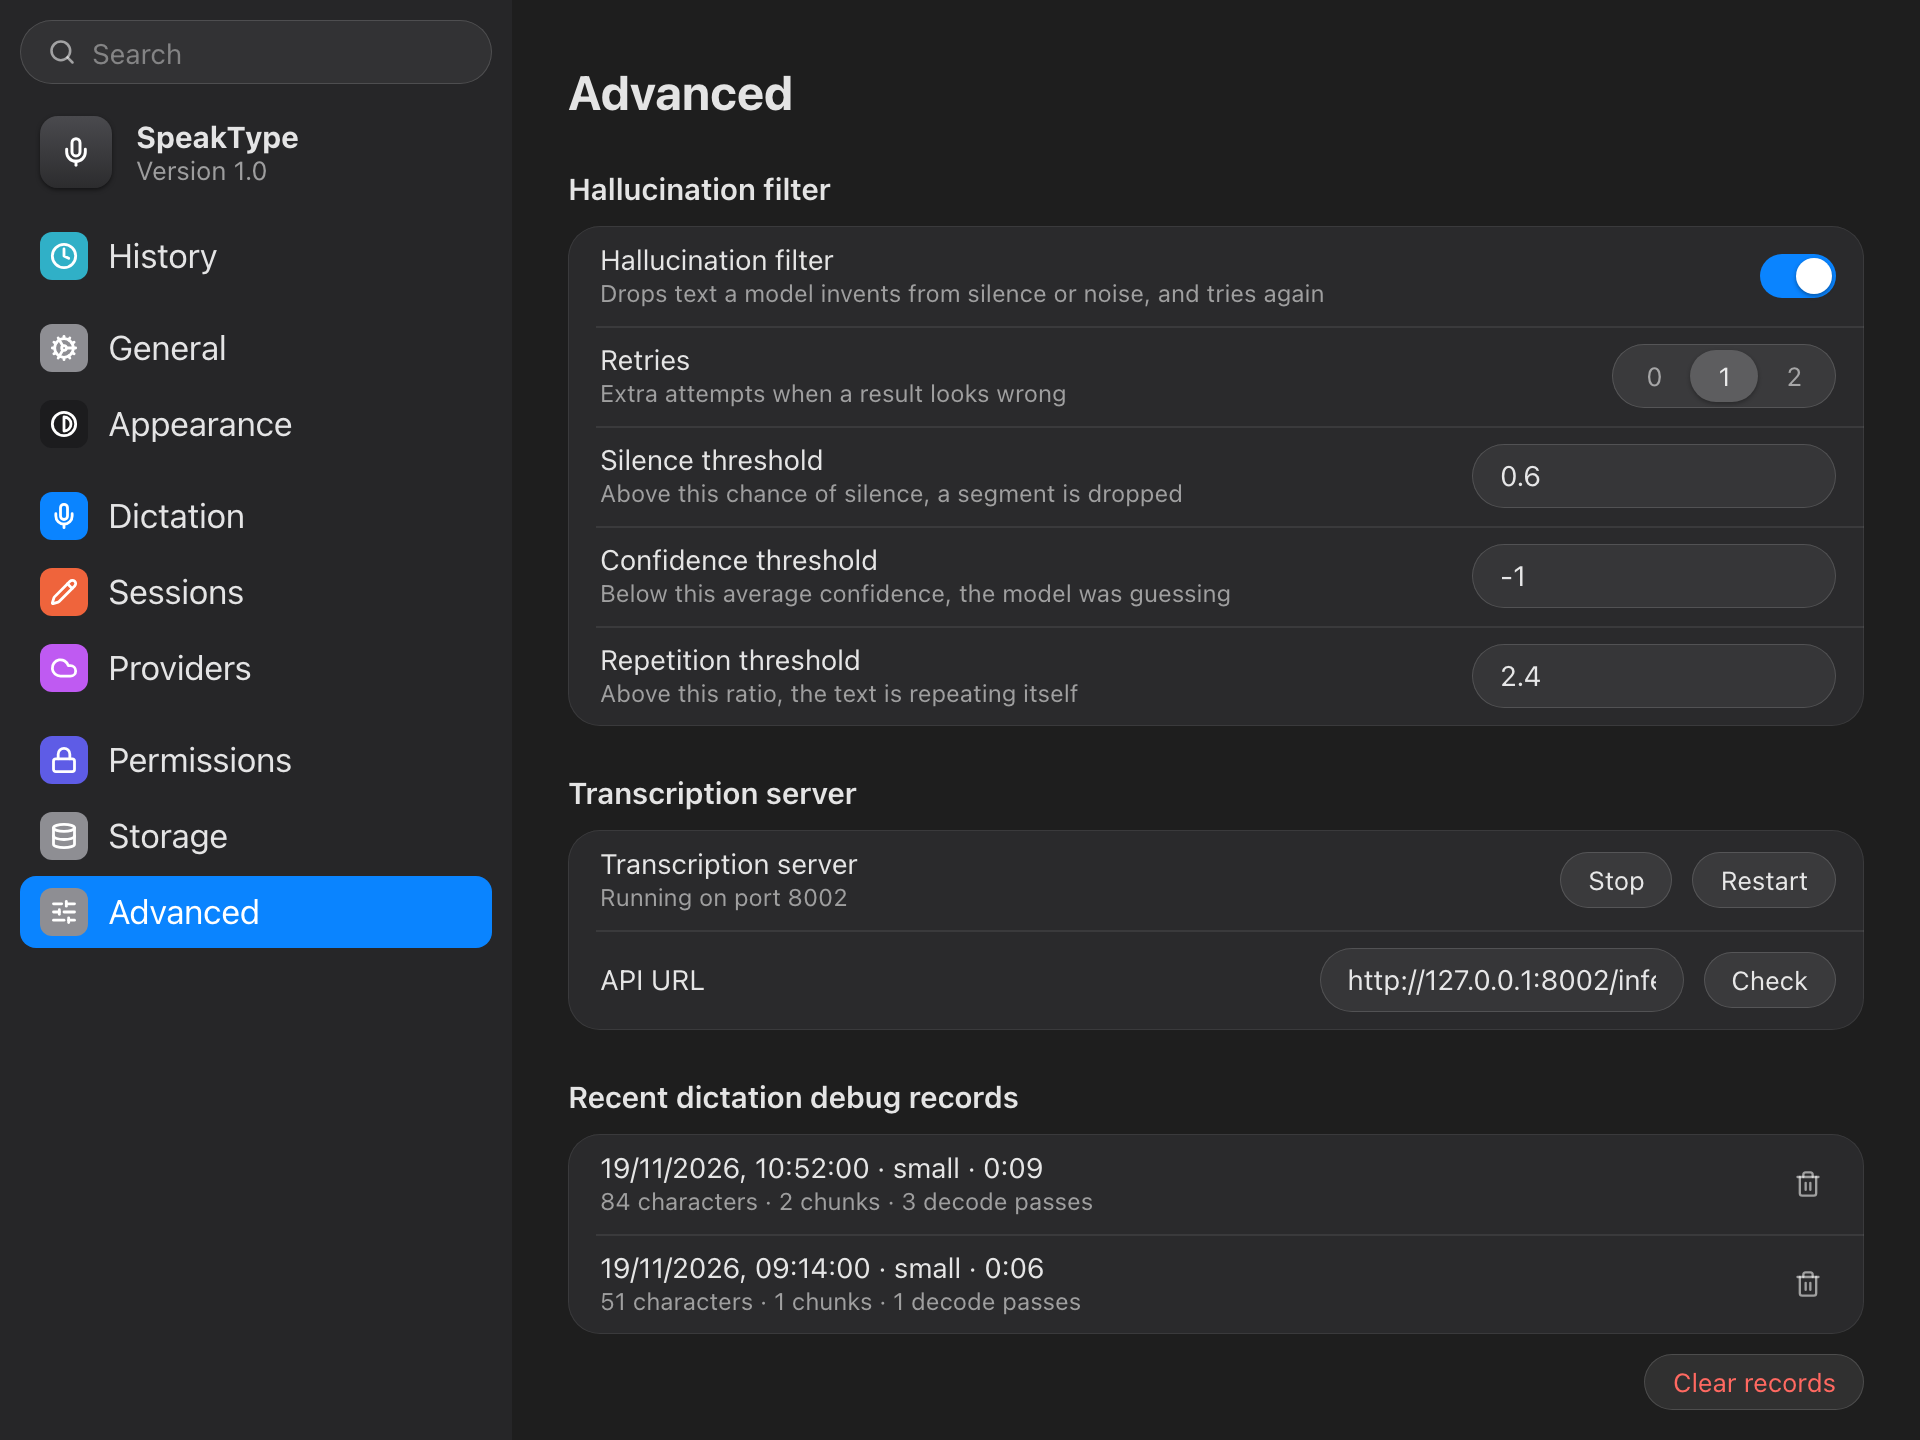 Search
SpeakType
Version 1.0
History
General
Appearance
Dictation
Sessions
Providers
Permissions
Storage
Advanced
Advanced
Hallucination filter
Hallucination filter
Drops text a model invents from silence or noise, and tries again
Retries
Extra attempts when a result looks wrong
0 1 2
Silence threshold
Above this chance of silence, a segment is dropped
0.6
Confidence threshold
Below this average confidence, the model was guessing
-1
Repetition threshold
Above this ratio, the text is repeating itself
2.4
Transcription server
Transcription server
Running on port 8002
Stop
Restart
API URL
http://127.0.0.1:8002/infe
Check
Recent dictation debug records
19/11/2026, 10:52:00 · small · 0:09
84 characters · 2 chunks · 3 decode passes
19/11/2026, 09:14:00 · small · 0:06
51 characters · 1 chunks · 1 decode passes
Clear records